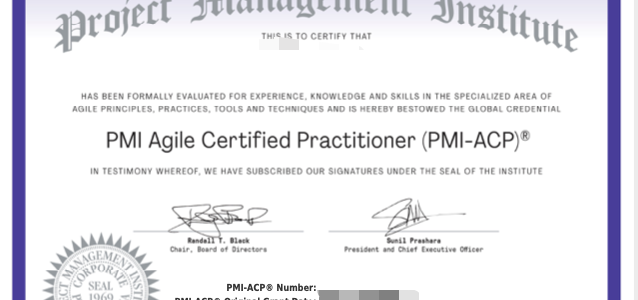 Project Management Institute
THIS IS TO CERTIFY THAT
HAS BEEN FORMALLY EVALUATED FOR EXPERIENCE, KNOWLEDGE AND SKILLS IN THE SPECIALIZED AREA OF
AGILE PRINCIPLES, PRACTICES, TOOLS AND TECHNIQUES AND IS HEREBY BESTOWED THE GLOBAL CREDENTIAL
PMI Agile Certified Practitioner (PMI-ACP)®
IN TESTIMONY WHEREOF, WE HAVE SUBSCRIBED OUR SIGNATURES UNDER THE SEAL OF THE INSTITUTE
Randall T. Black
Chair, Board of Directors
Sunil Prashara
President and Chief Executive Officer
MANAGEMENT INSTIT
CORPORATE
SEAL
1969
PMI-ACP® Number:
PMI-ACP® Original Grant Date: